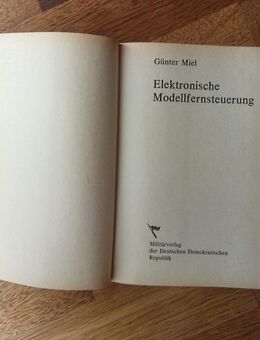 Günter Miel
Elektronische
Modellfernsteuerung
Militärverlag
der Deutschen Demokratischen
Republik